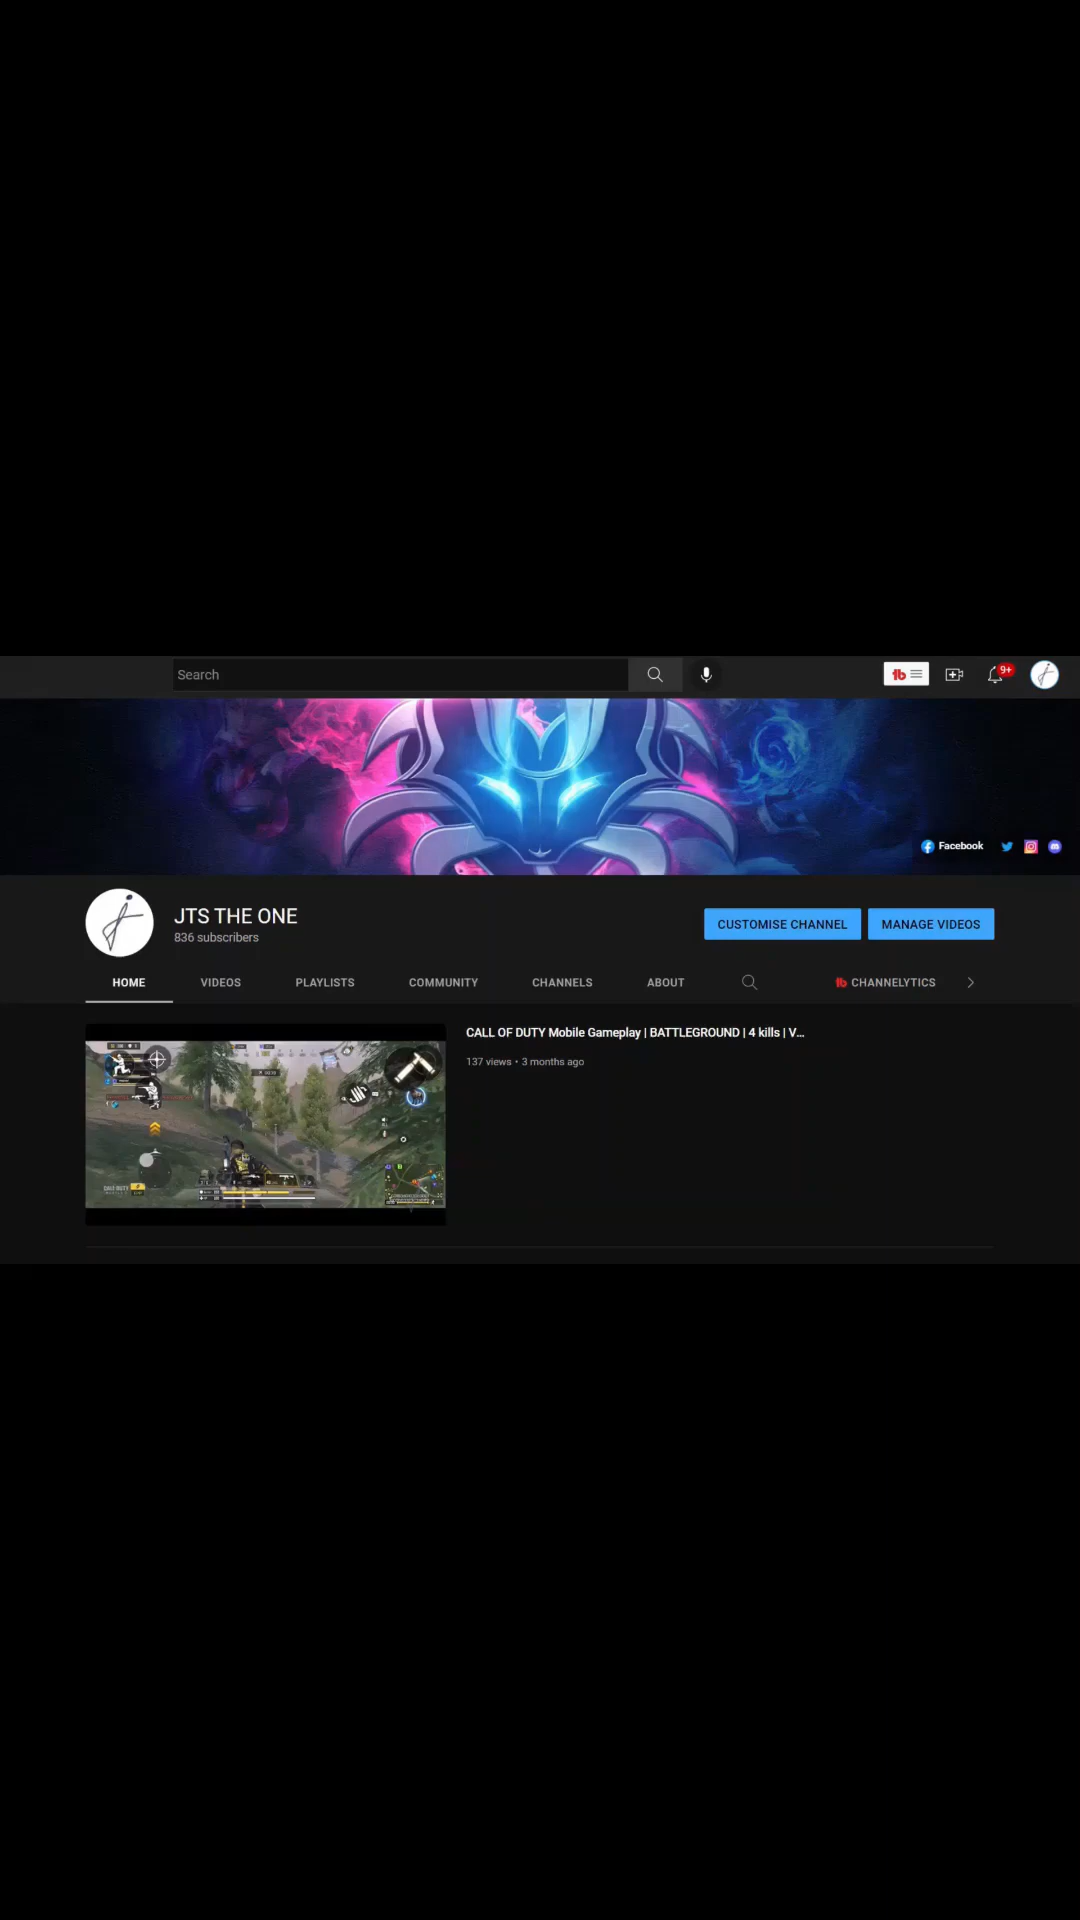 Search
9+
Facebook
JTS THE ONE
836 subscribers
CUSTOMISE CHANNEL
MANAGE VIDEOS
HOME
VIDEOS
PLAYLISTS
COMMUNITY
CHANNELS
ABOUT
CHANNELYTICS
CALL OF DUTY Mobile Gameplay | BATTLEGROUND | 4 kills | V...
137 views • 3 months ago